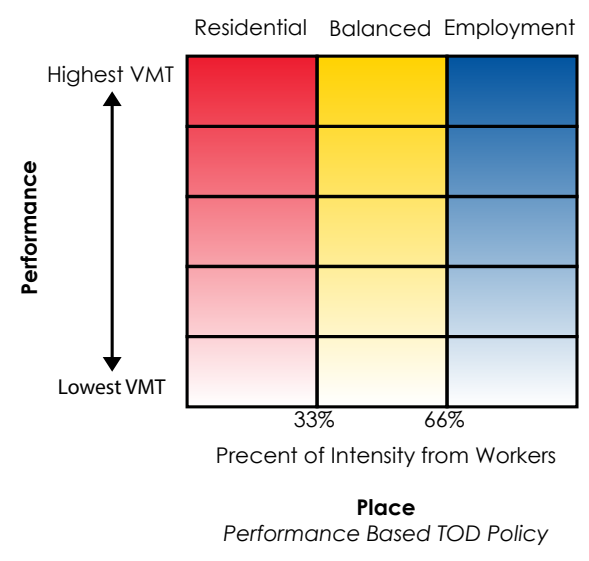 Residential Balanced Employment
Highest VMT
Performance
Lowest VMT
33% 66%
Precent of Intensity from Workers
Place
Performance Based TOD Policy